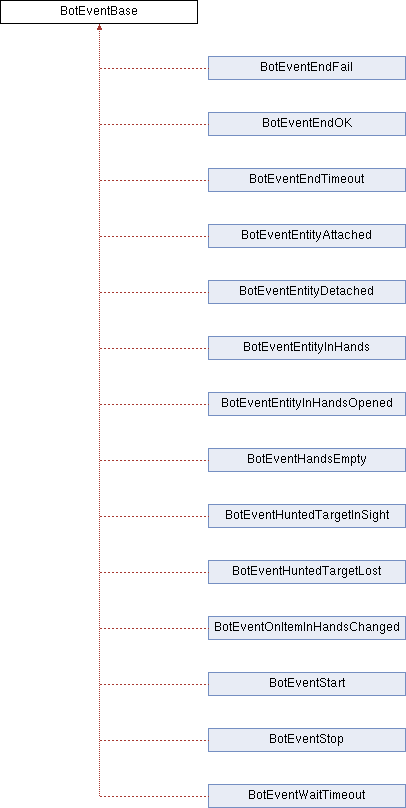 BotEventBase
BotEventEndFail
BotEventEndOK
BotEventEndTimeout
BotEventEntityAttached
BotEventEntityDetached
BotEventEntityInHands
BotEventEntityInHandsOpened
BotEventHandsEmpty
BotEventHuntedTargetInSight
BotEventHuntedTargetLost
BotEventOnItemInHandsChanged
BotEventStart
BotEventStop
BotEventWaitTimeout